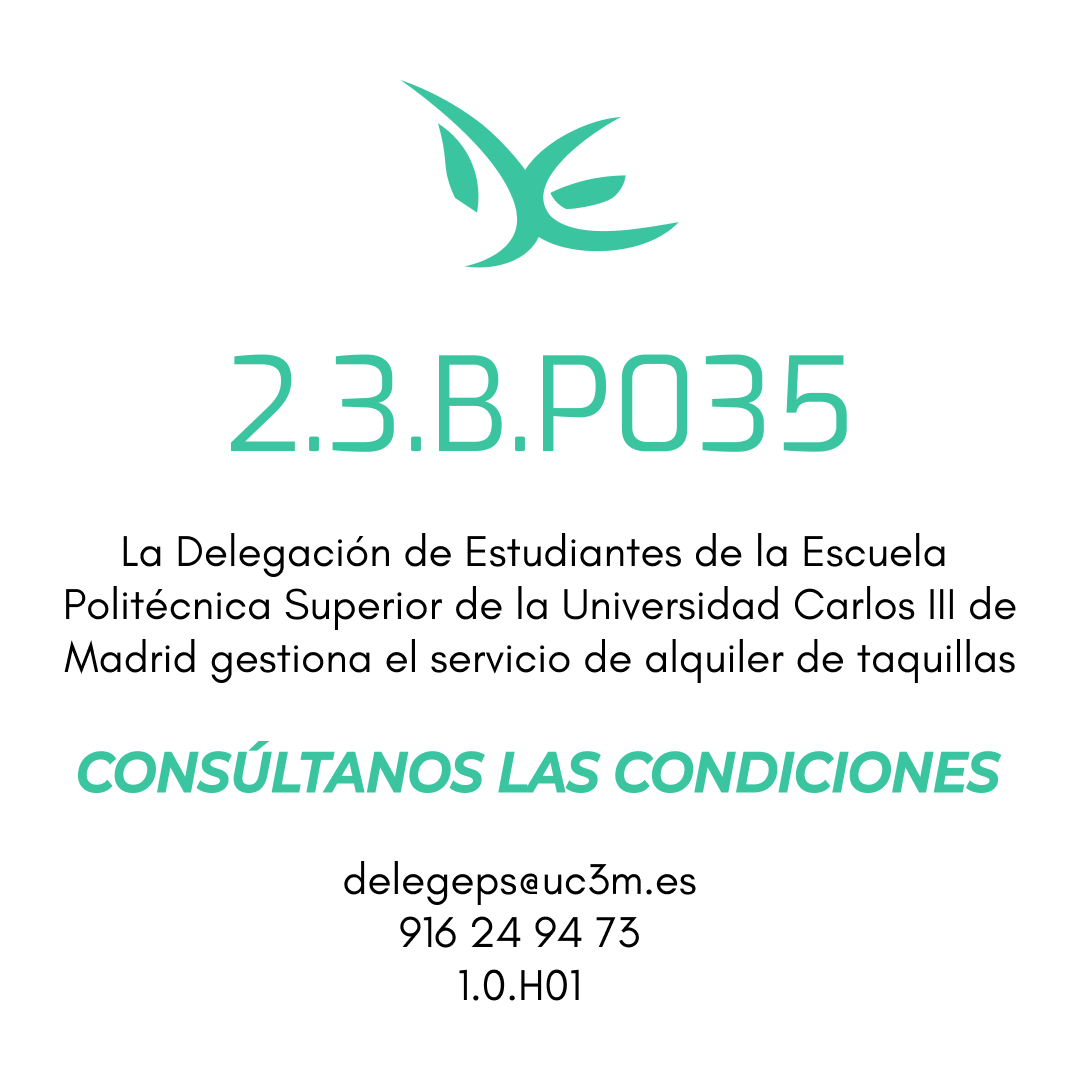 2.3.B.P035
La Delegación de Estudiantes de la Escuela
Politécnica Superior de la Universidad Carlos III de
Madrid gestiona el servicio de alquiler de taquillas
CONSÚLTANOS LAS CONDICIONES
delegeps@uc3m.es
916 24 94 73
1.0.H01